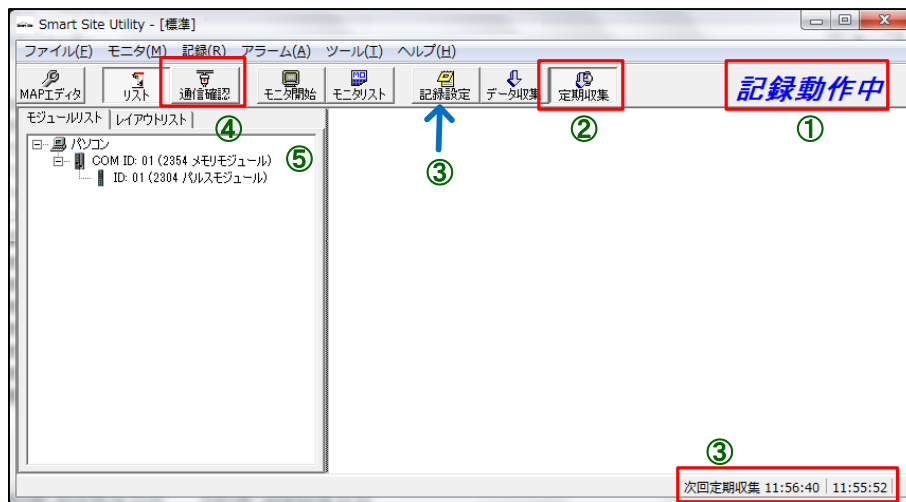 Smart Site Utility - [標準]
ファイル(F) モニタ(M) 記録(R) アラーム(A) ツール(T) ヘルプ(H)
MAPエディタ リスト 通信確認 モニタ開始 モニタリスト 記録設定 データ収集 定期収集 記録動作中
モジュールリスト レイアウトリスト ④ ③ ② ①
パソコン
COM ID: 01 (2354 メモリモジュール) ⑤
ID: 01 (2304 パルスモジュール)
③
次回定期収集 11:56:40 11:55:52